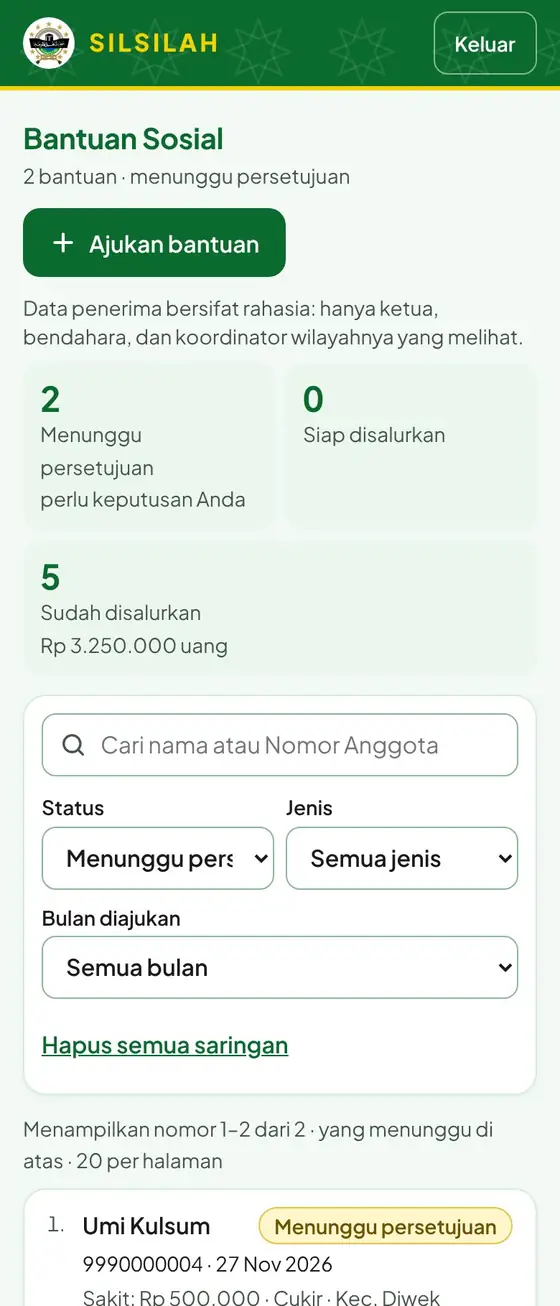 SILSILAH
Keluar
Bantuan Sosial
2 bantuan · menunggu persetujuan
+ Ajukan bantuan
Data penerima bersifat rahasia: hanya ketua,
bendahara, dan koordinator wilayahnya yang melihat.
2
Menunggu
persetujuan
perlu keputusan Anda
0
Siap disalurkan
5
Sudah disalurkan
Rp 3.250.000 uang
Cari nama atau Nomor Anggota
Status
Menunggu pers
Jenis
Semua jenis
Bulan diajukan
Semua bulan
Hapus semua saringan
Menampilkan nomor 1–2 dari 2 · yang menunggu di
atas · 20 per halaman
1. Umi Kulsum
Menunggu persetujuan
9990000004 · 27 Nov 2026
Sakit: Rp 500.000 · Cukir · Kec. Diwek